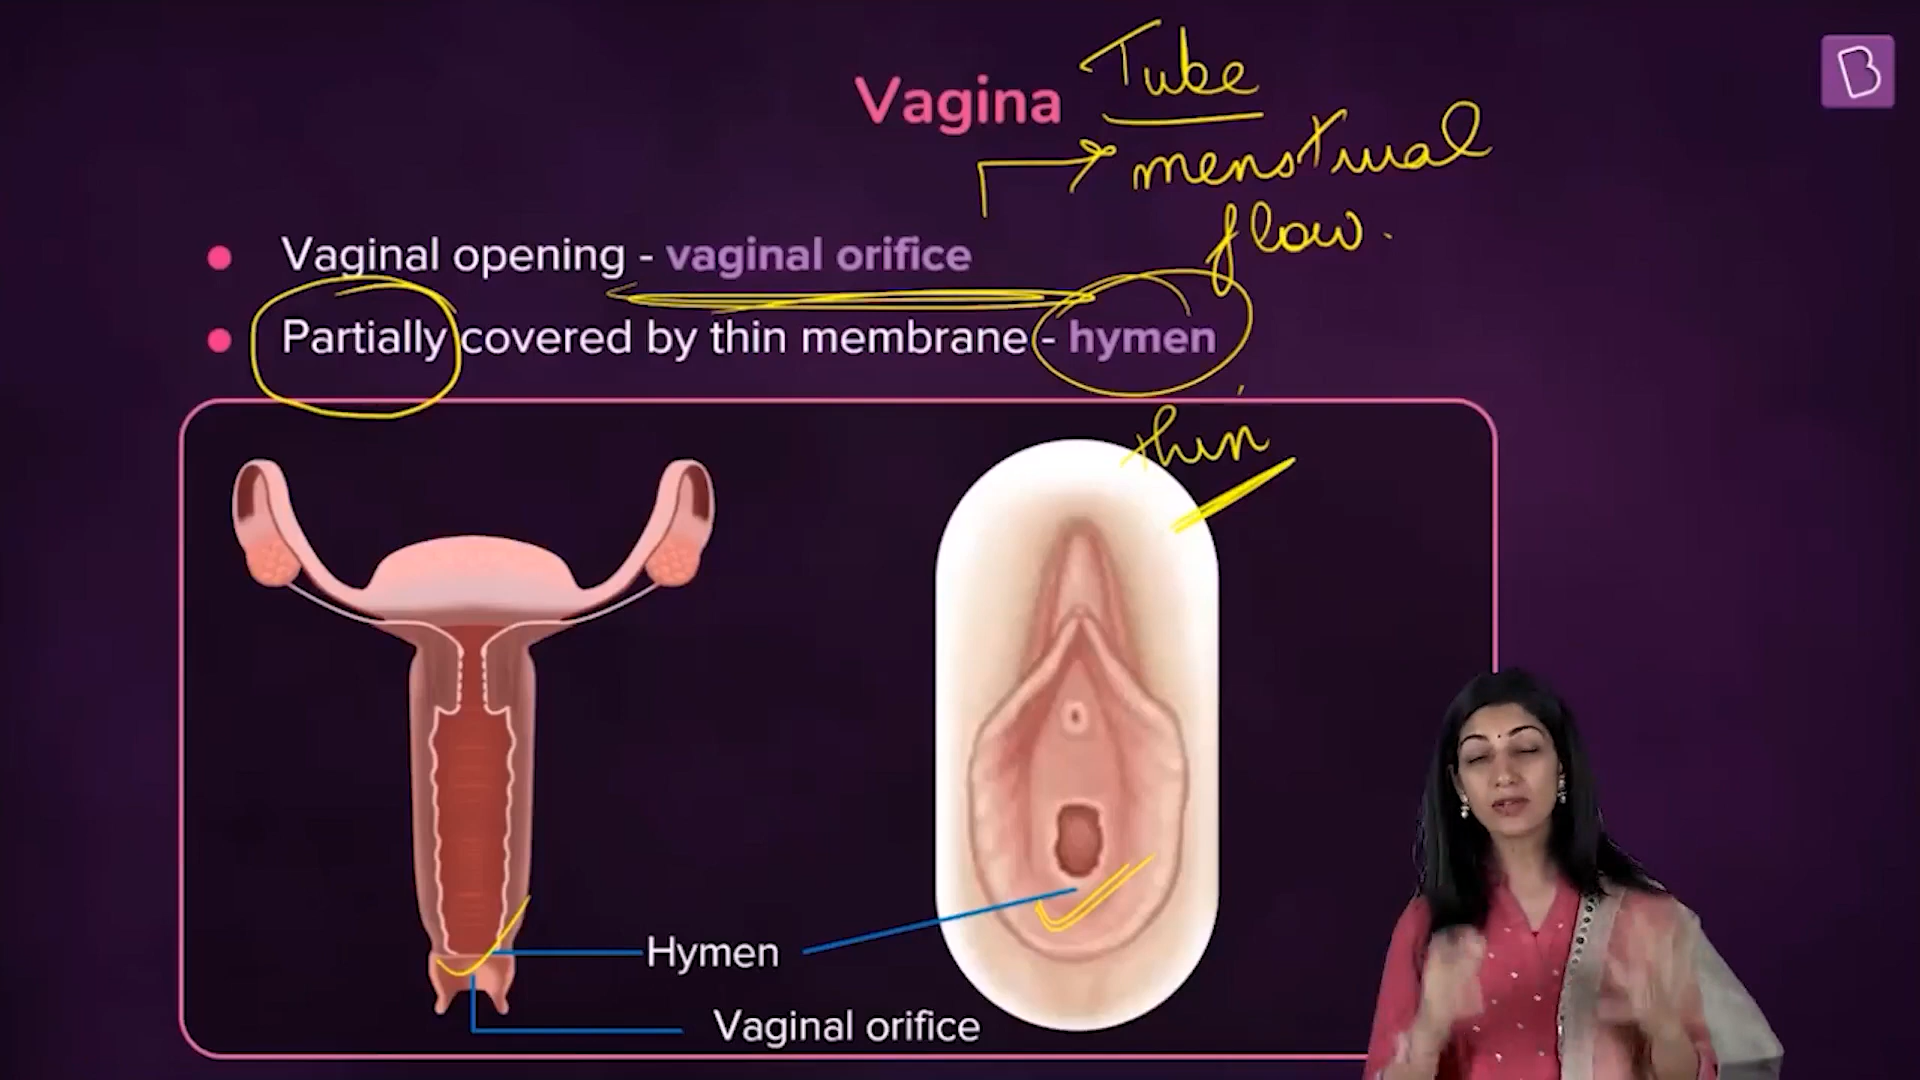 Vagina Tube
menstrual
flow.
Vaginal opening - vaginal orifice
Partially covered by thin membrane - hymen
thin
Hymen
Vaginal orifice
B